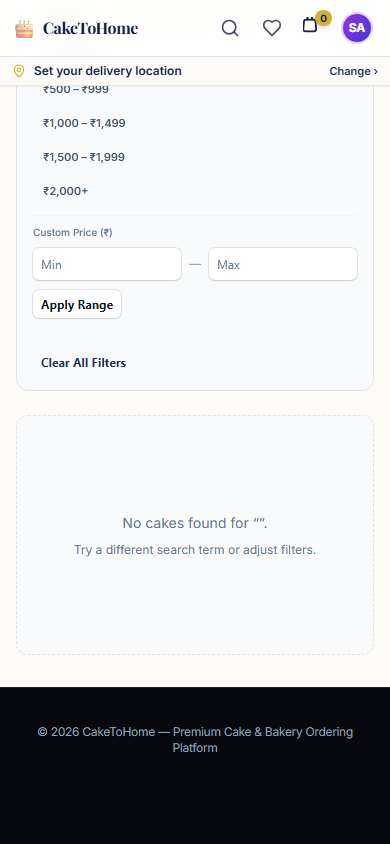 CakeToHome
0
SA
Set your delivery location
Change ›
₹500 – ₹999
₹1,000 – ₹1,499
₹1,500 – ₹1,999
₹2,000+
Custom Price (₹)
Min — Max
Apply Range
Clear All Filters
No cakes found for “”.
Try a different search term or adjust filters.
© 2026 CakeToHome — Premium Cake & Bakery Ordering
Platform